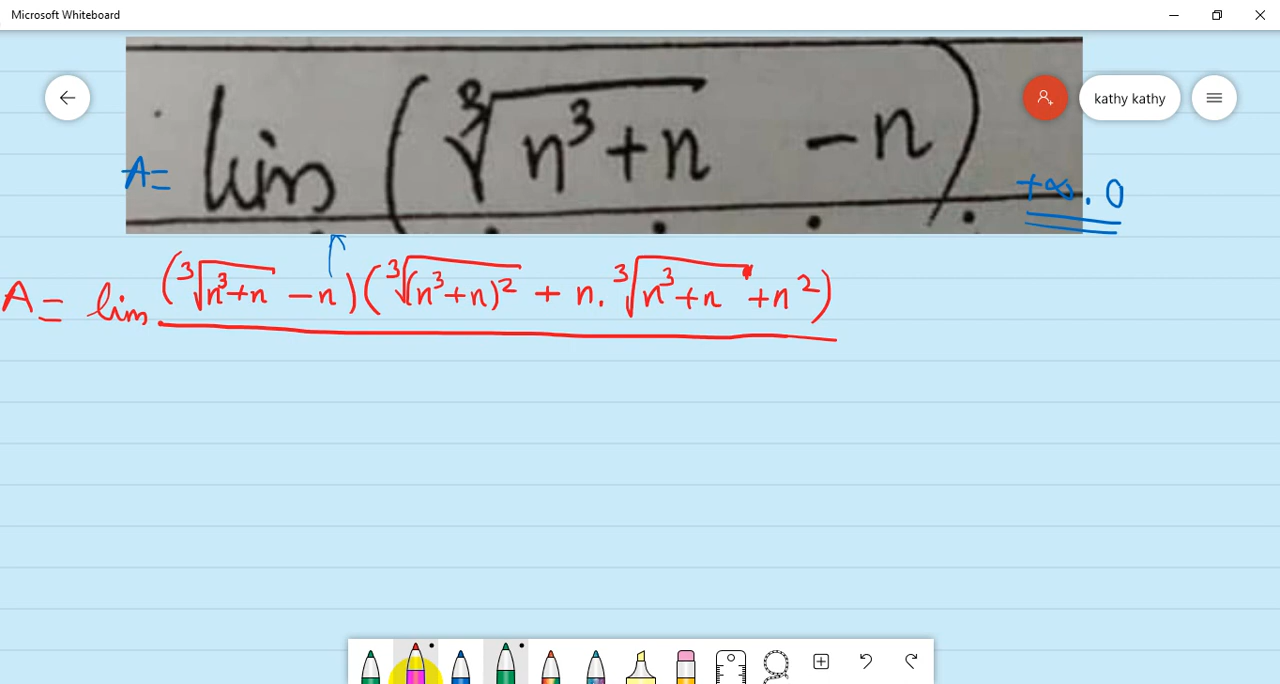 Microsoft Whiteboard
kathy kathy
A = lim (∛(n³+n) - n)
+∞. 0
A = lim (∛(n³+n) - n)(∛((n³+n)²) + n. ∛(n³+n) + n²)